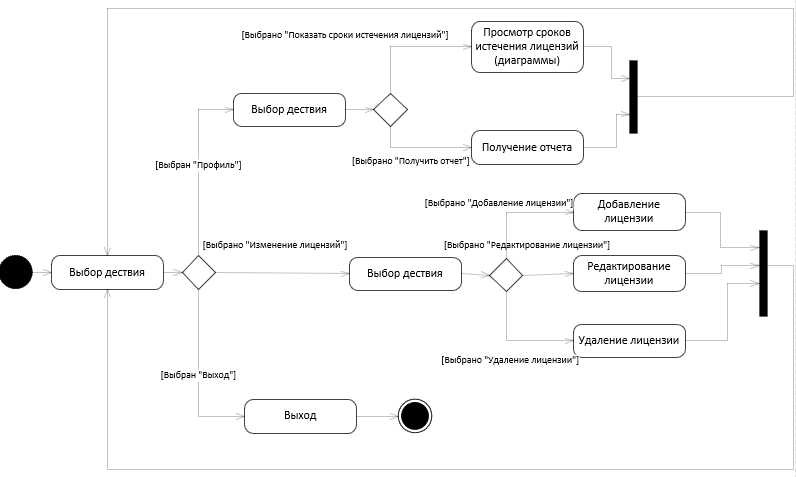 [Выбрано "Показать сроки истечения лицензий"]
Просмотр сроков
истечения лицензий
(диаграммы)
Выбор дествия
Получение отчета
[Выбрано "Получить отчет"]
[Выбран "Профиль"]
[Выбрано "Добавление лицензии"]
Добавление
лицензии
[Выбрано "Изменение лицензий"]
[Выбрано "Редактирование лицензии"]
Выбор дествия
Выбор дествия
Редактирование
лицензии
Удаление лицензии
[Выбрано "Удаление лицензии"]
[Выбран "Выход"]
Выход